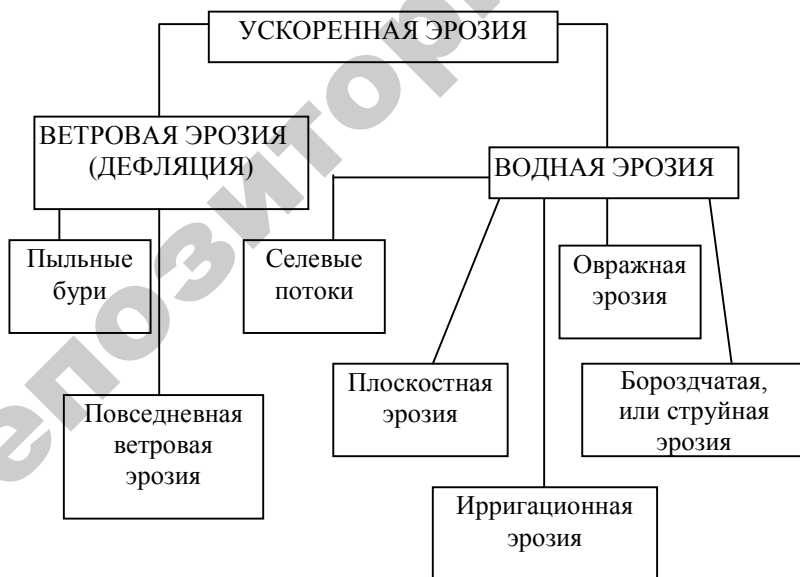 УСКОРЕННАЯ ЭРОЗИЯ
ВЕТРОВАЯ ЭРОЗИЯ
(ДЕФЛЯЦИЯ)
ВОДНАЯ ЭРОЗИЯ
Пыльные
бури
Селевые
потоки
Овражная
эрозия
Плоскостная
эрозия
Бороздчатая,
или струйная
эрозия
Повседневная
ветровая
эрозия
Ирригационная
эрозия
епозитори